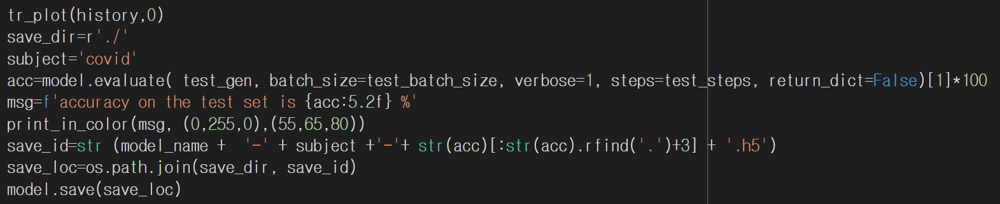 tr_plot(history,0)
save_dir=r'./'
subject='covid'
acc=model.evaluate( test_gen, batch_size=test_batch_size, verbose=1, steps=test_steps, return_dict=False)[1]*100
msg=f'accuracy on the test set is {acc:5.2f} %'
print_in_color(msg, (0,255,0),(55,65,80))
save_id=str (model_name +  '-' + subject +'-'+ str(acc)[:str(acc).rfind('.')+3] + '.h5')
save_loc=os.path.join(save_dir, save_id)
model.save(save_loc)